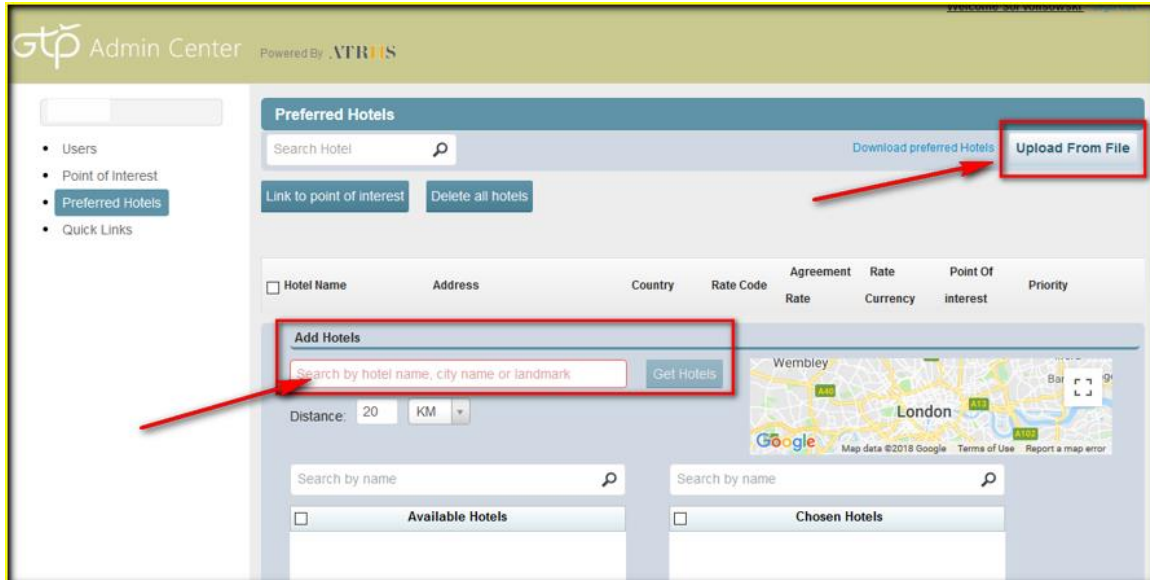 Welcome
Gtp Admin Center Powered By ATRIIS
Preferred Hotels
Search Hotel
Download preferred Hotels
Upload From File
Users
Point of Interest
Preferred Hotels
Quick Links
Link to point of interest
Delete all hotels
Hotel Name Address Country Rate Code Agreement Rate Rate Currency Point Of interest Priority
Add Hotels
Search by hotel name, city name or landmark
Get Hotels
Distance: 20 KM
Wembley
A40
London
A13
A102
Google
Map data ©2018 Google Terms of Use Report a map error
Search by name
Search by name
Available Hotels
Chosen Hotels